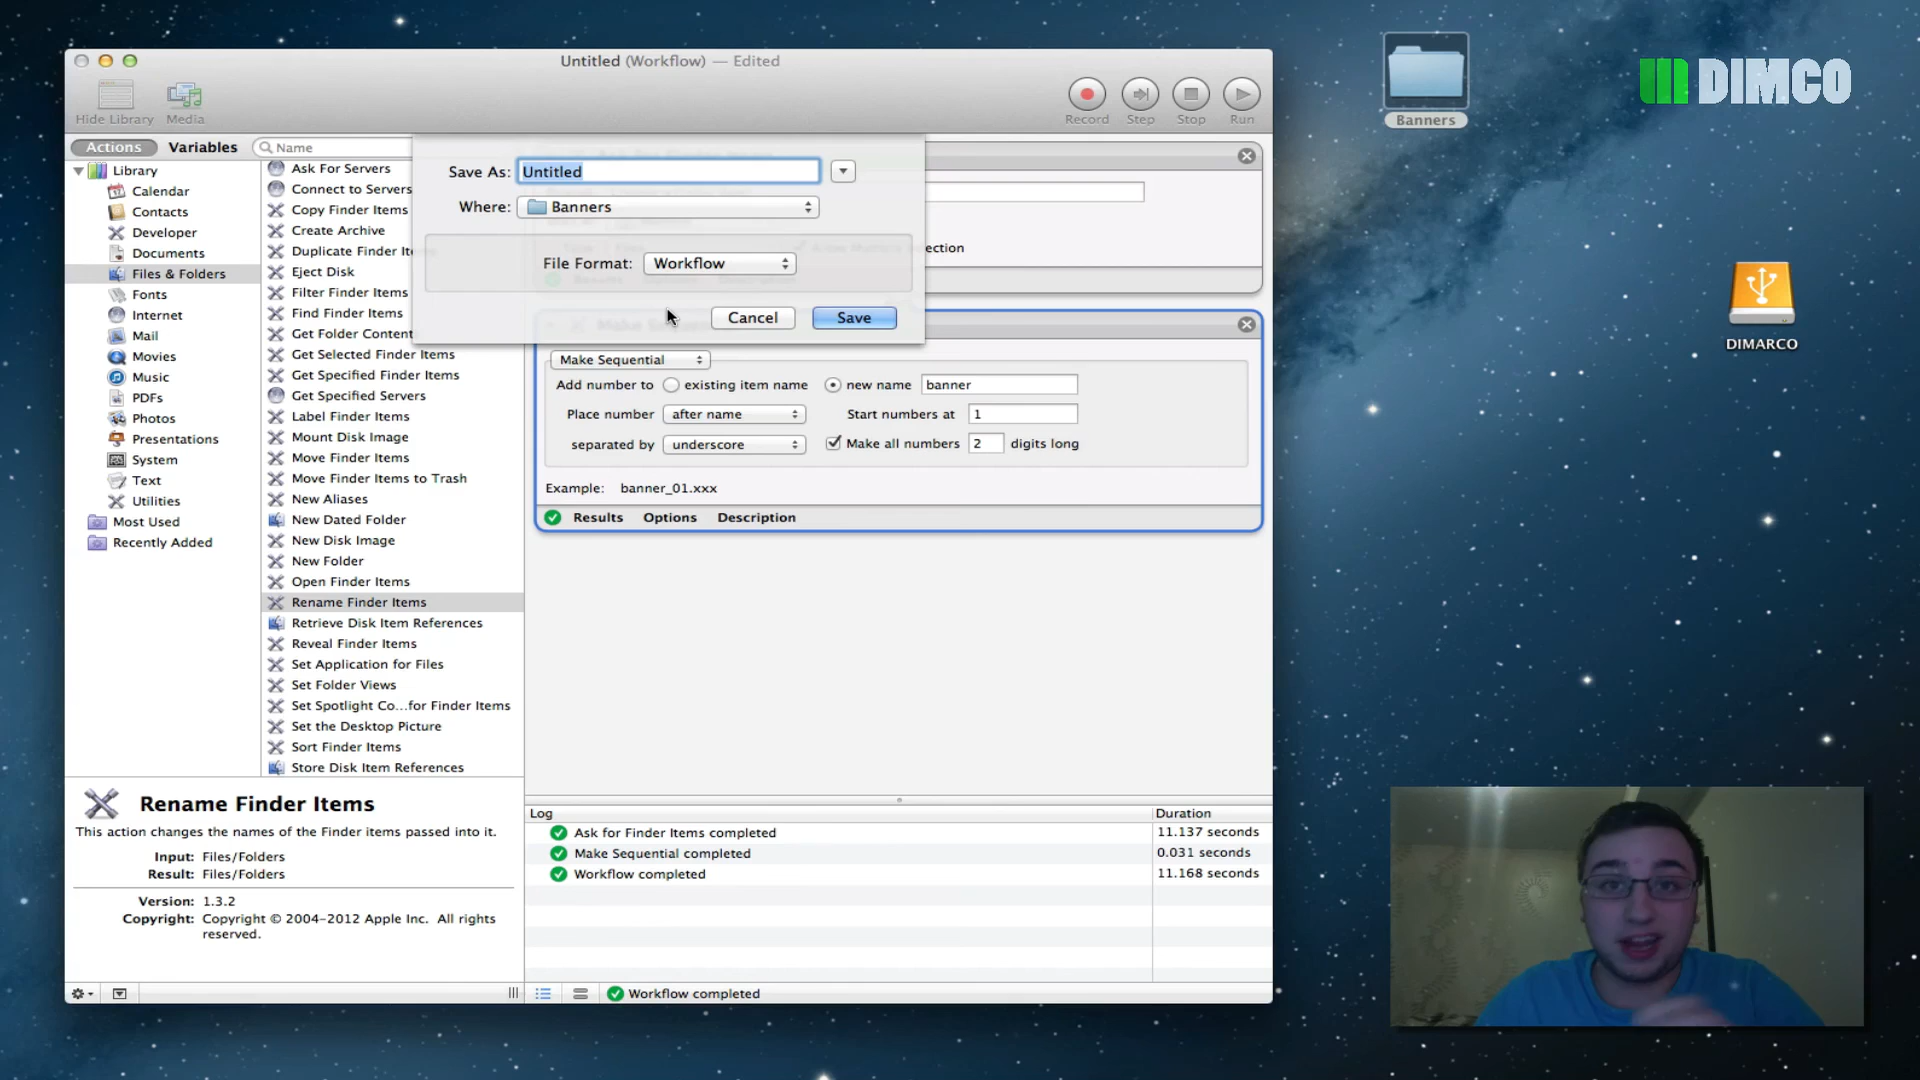 Untitled (Workflow) — Edited
Hide Library
Media
Record
Step
Stop
Run
Banners
DIMCO
DIMARCO
Actions
Variables
Name
Library
Calendar
Contacts
Developer
Documents
Files & Folders
Fonts
Internet
Mail
Movies
Music
PDFs
Photos
Presentations
System
Text
Utilities
Most Used
Recently Added
Ask For Servers
Connect to Servers
Copy Finder Items
Create Archive
Duplicate Finder
Eject Disk
Filter Finder Items
Find Finder Items
Get Folder Content
Get Selected Finder Items
Get Specified Finder Items
Get Specified Servers
Label Finder Items
Mount Disk Image
Move Finder Items
Move Finder Items to Trash
New Aliases
New Dated Folder
New Disk Image
New Folder
Open Finder Items
Rename Finder Items
Retrieve Disk Item References
Reveal Finder Items
Set Application for Files
Set Folder Views
Set Spotlight Co...for Finder Items
Set the Desktop Picture
Sort Finder Items
Store Disk Item References
Save As: Untitled
Where: Banners
File Format: Workflow
Cancel
Save
ection
Make Sequential
Add number to existing item name new name banner
Place number after name Start numbers at 1
separated by underscore Make all numbers 2 digits long
Example: banner_01.xxx
Results Options Description
Rename Finder Items
This action changes the names of the Finder items passed into it.
Input: Files/Folders
Result: Files/Folders
Version: 1.3.2
Copyright: Copyright © 2004-2012 Apple Inc. All rights
reserved.
Log Duration
Ask for Finder Items completed 11.137 seconds
Make Sequential completed 0.031 seconds
Workflow completed 11.168 seconds
Workflow completed